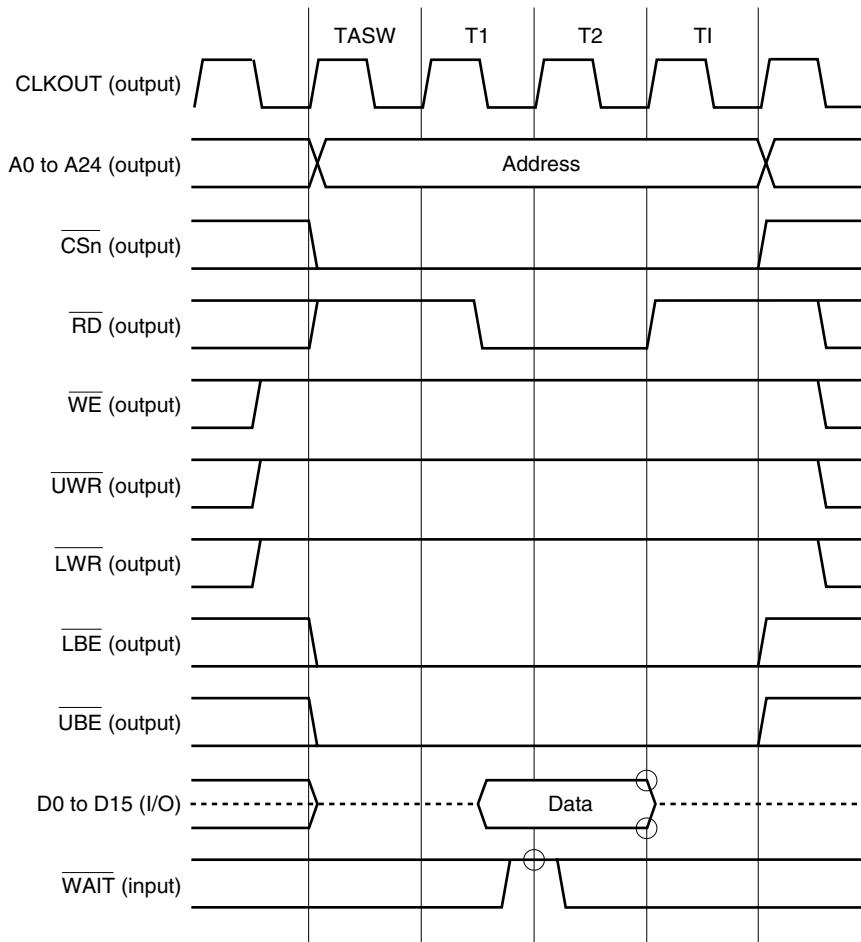 TASW T1 T2 TI
CLKOUT (output)
A0 to A24 (output) Address
CSn (output)
RD (output)
WE (output)
UWR (output)
LWR (output)
LBE (output)
UBE (output)
D0 to D15 (I/O) Data
WAIT (input)